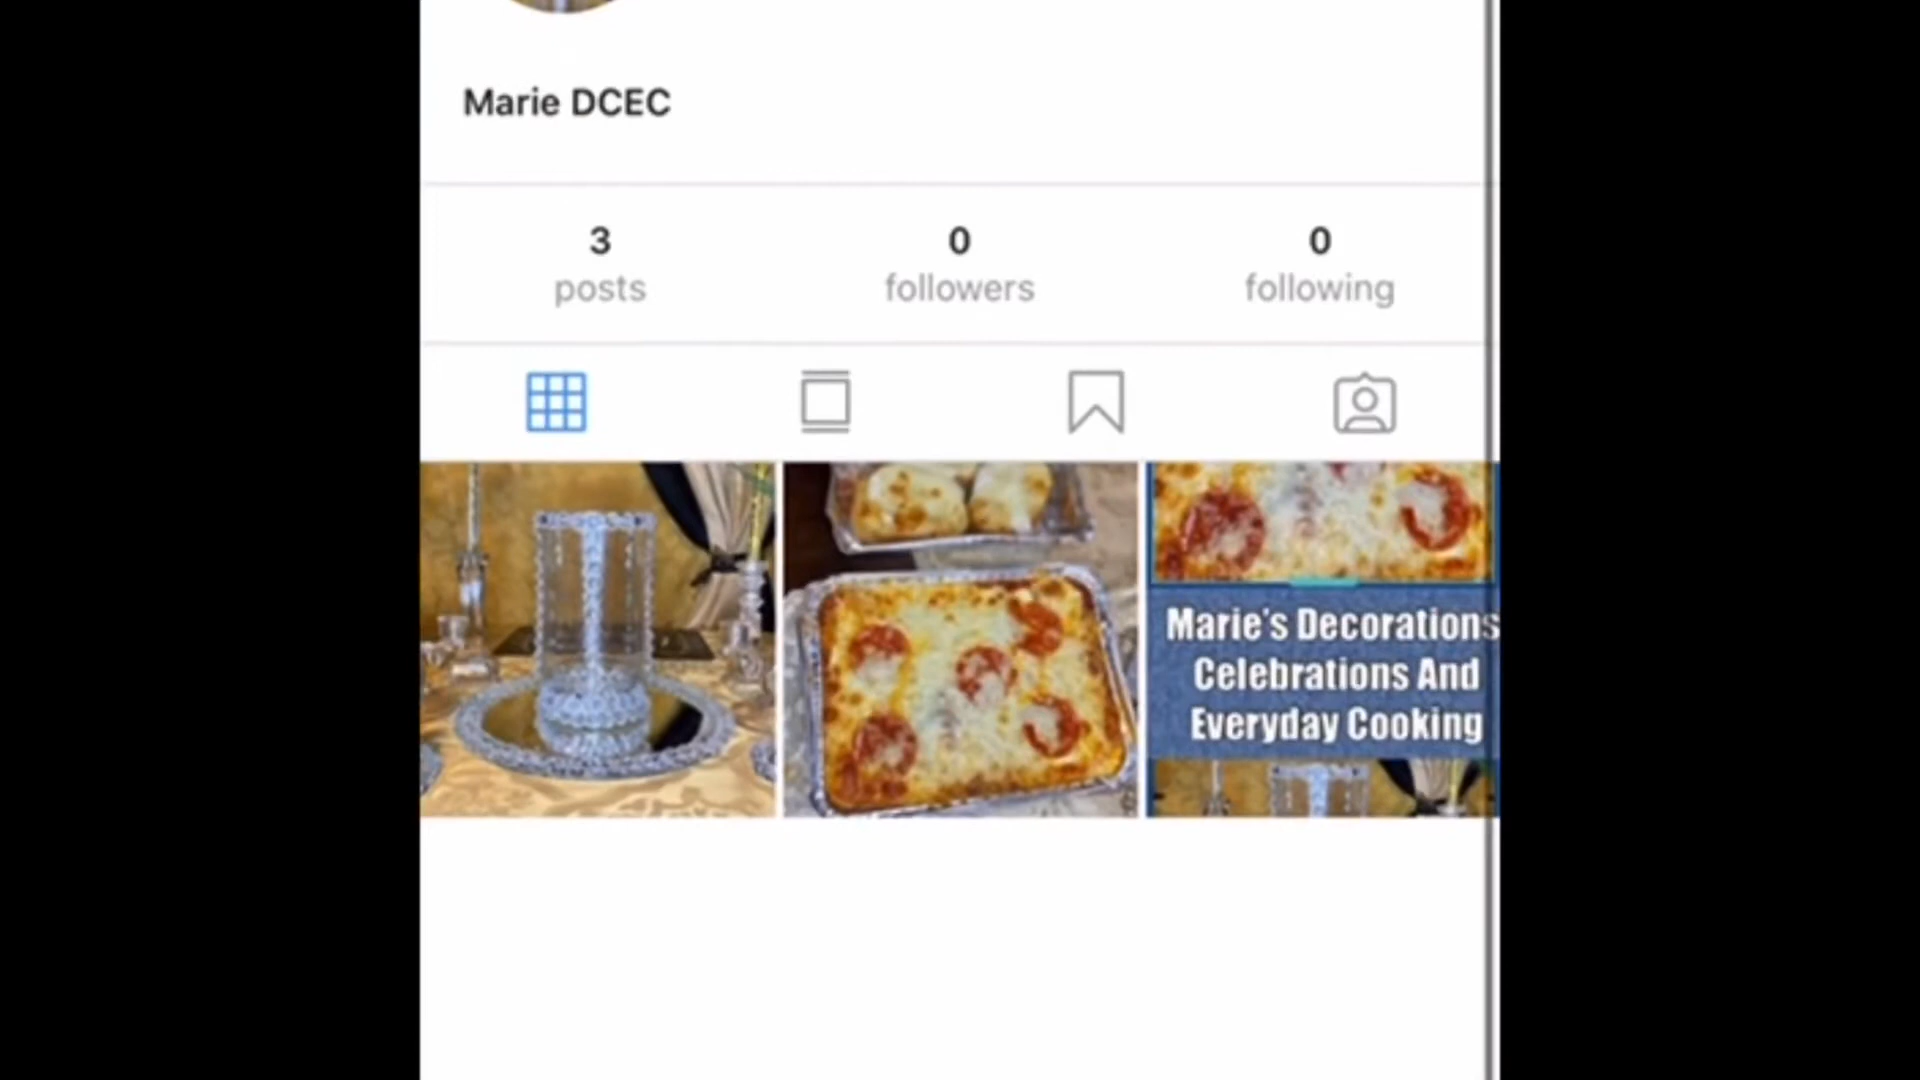 Marie DCEC
3 0 0
posts followers following
Marie's Decorations
Celebrations And
Everyday Cooking